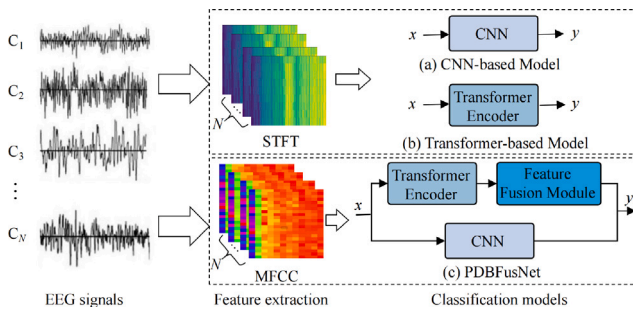 C1
C2
C3
⋮
CN
EEG signals
N
STFT
N
MFCC
Feature extraction
x
CNN
y
(a) CNN-based Model
x
Transformer
Encoder
y
(b) Transformer-based Model
x
Transformer
Encoder
Feature
Fusion Module
y
CNN
(c) PDBFusNet
Classification models